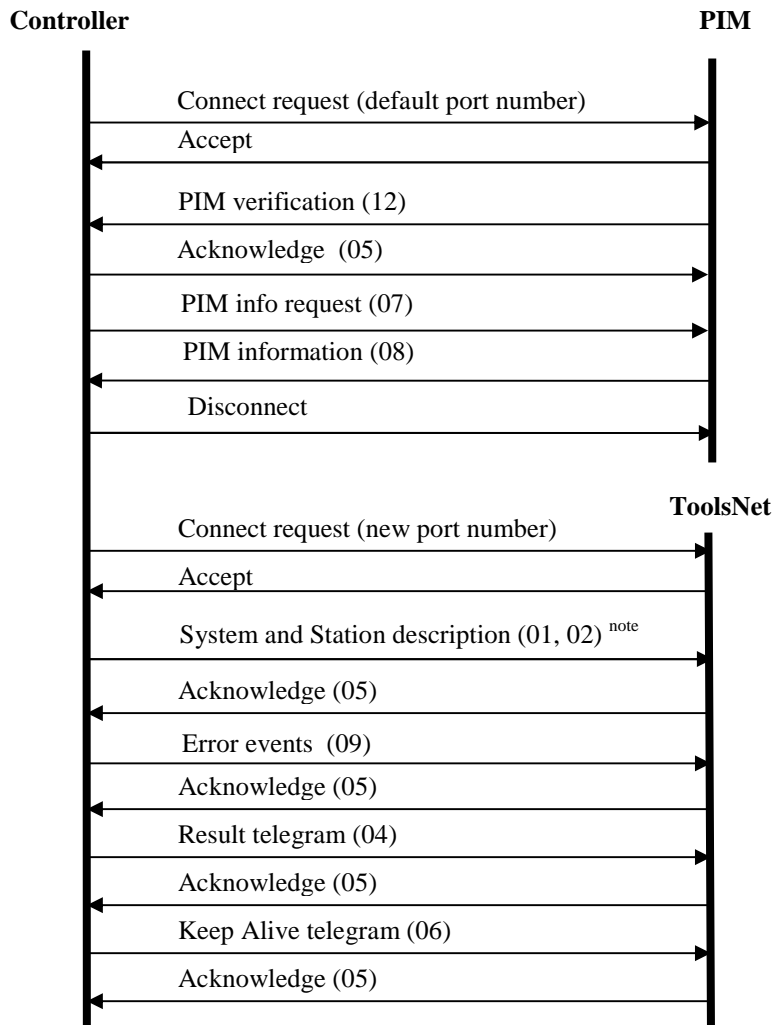 Controller
PIM
Connect request (default port number)
Accept
PIM verification (12)
Acknowledge (05)
PIM info request (07)
PIM information (08)
Disconnect
ToolsNet
Connect request (new port number)
Accept
System and Station description (01, 02) note
Acknowledge (05)
Error events (09)
Acknowledge (05)
Result telegram (04)
Acknowledge (05)
Keep Alive telegram (06)
Acknowledge (05)